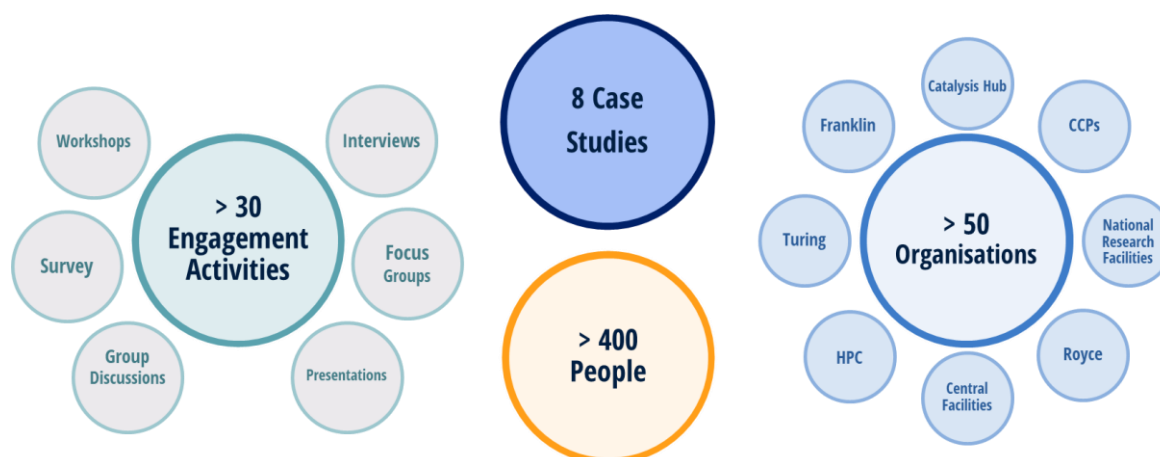 Workshops
Interviews
> 30
Engagement
Activities
Survey
Focus
Groups
Group
Discussions
Presentations
8 Case
Studies
> 400
People
Catalysis Hub
Franklin
CCPs
Turing
> 50
Organisations
National
Research
Facilities
HPC
Royce
Central
Facilities